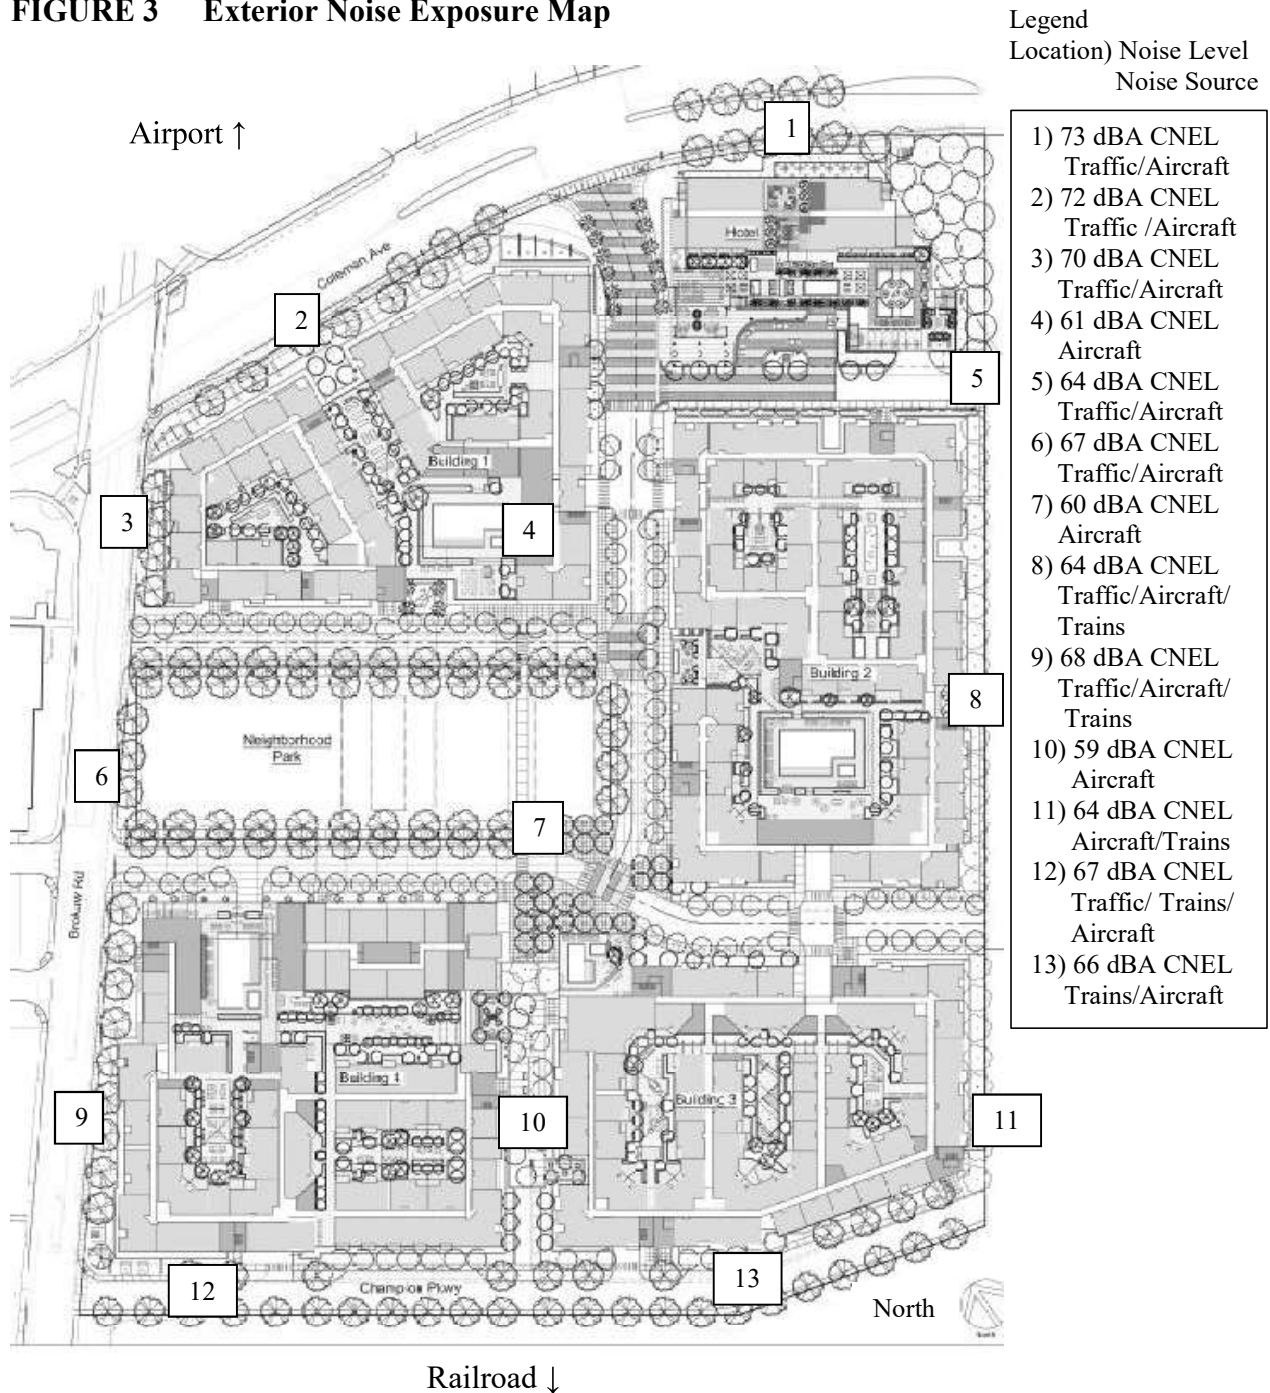 FIGURE 3 Exterior Noise Exposure Map
Legend
Location) Noise Level
Noise Source
Airport ↑
1
Hotel
Coleman Ave
2
5
Building 1
3
4
Building 2
8
Neighborhood
Park
6
7
Brokaw Rd
Building 4
Building 3
9
10
11
12
Champion Pkwy
13
North
North
Railroad ↓
1) 73 dBA CNEL
Traffic/Aircraft
2) 72 dBA CNEL
Traffic /Aircraft
3) 70 dBA CNEL
Traffic/Aircraft
4) 61 dBA CNEL
Aircraft
5) 64 dBA CNEL
Traffic/Aircraft
6) 67 dBA CNEL
Traffic/Aircraft
7) 60 dBA CNEL
Aircraft
8) 64 dBA CNEL
Traffic/Aircraft/
Trains
9) 68 dBA CNEL
Traffic/Aircraft/
Trains
10) 59 dBA CNEL
Aircraft
11) 64 dBA CNEL
Aircraft/Trains
12) 67 dBA CNEL
Traffic/ Trains/
Aircraft
13) 66 dBA CNEL
Trains/Aircraft